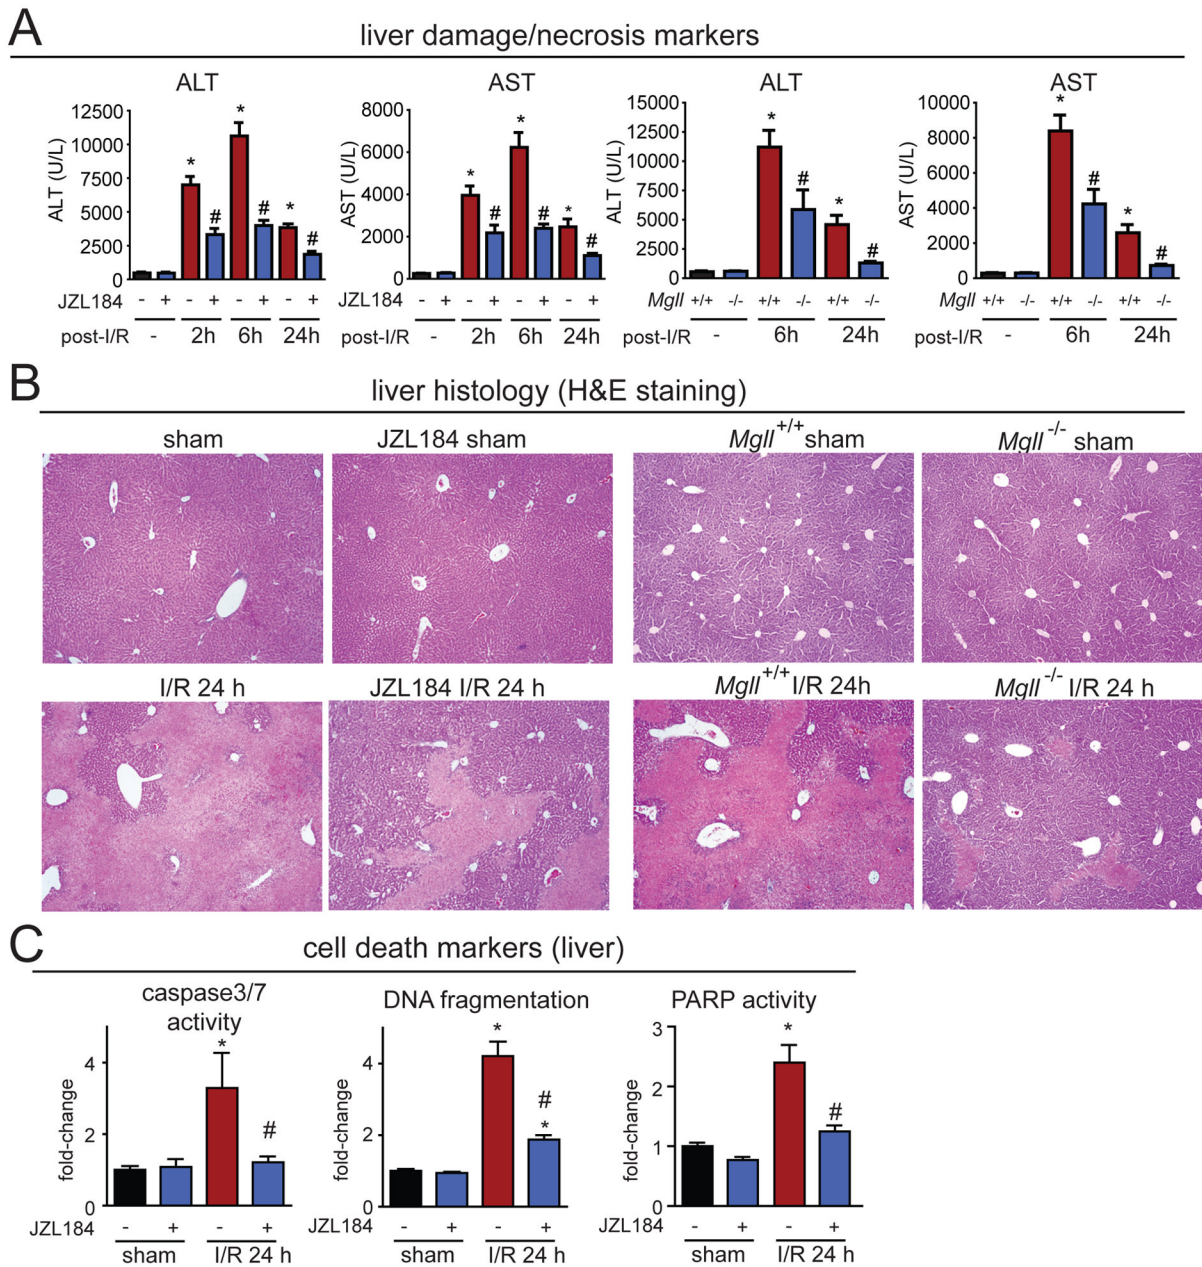 A
liver damage/necrosis markers
ALT
AST
ALT
AST
ALT (U/L)
12500
10000
7500
5000
2500
0
* # * # * #
JZL184 - + - + - + - +
post-I/R - 2h 6h 24h
AST (U/L)
8000
6000
4000
2000
0
* # * # * #
JZL184 - + - + - + - +
post-I/R - 2h 6h 24h
ALT (U/L)
15000
12500
10000
7500
5000
2500
0
* # * #
Mgll +/+ -/- +/+ -/- +/+ -/-
post-I/R - 6h 24h
AST (U/L)
10000
8000
6000
4000
2000
0
* # * #
Mgll +/+ -/- +/+ -/- +/+ -/-
post-I/R - 6h 24h
B
liver histology (H&E staining)
sham
JZL184 sham
Mgll +/+ sham
Mgll -/- sham
I/R 24 h
JZL184 I/R 24 h
Mgll +/+ I/R 24h
Mgll -/- I/R 24 h
C
cell death markers (liver)
caspase3/7
activity
fold-change
4
2
0
* #
JZL184 - + - +
sham I/R 24 h
DNA fragmentation
fold-change
4
2
0
* # *
JZL184 - + - +
sham I/R 24 h
PARP activity
fold-change
3
2
1
0
* #
JZL184 - + - +
sham I/R 24 h